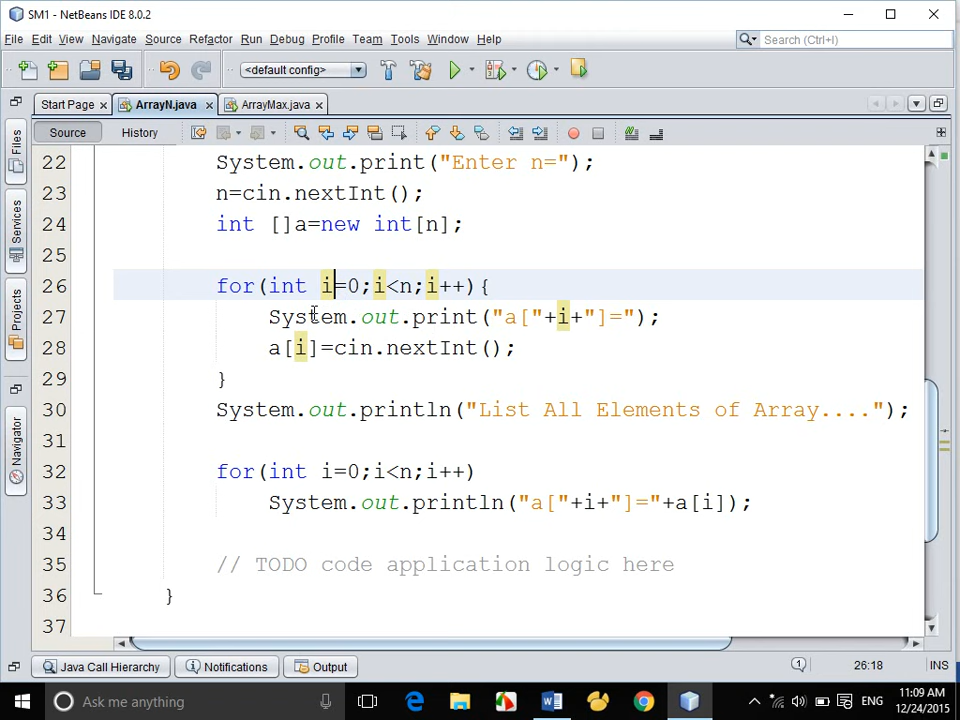 SM1 - NetBeans IDE 8.0.2
File Edit View Navigate Source Refactor Run Debug Profile Team Tools Window Help
Search (Ctrl+I)
<default config>
Start Page
ArrayN.java
ArrayMax.java
Source
History
Files
Services
Projects
Navigator
22 System.out.print("Enter n=");
23 n=cin.nextInt();
24 int []a=new int[n];
25
26 for(int i=0;i<n;i++){
27 System.out.print("a["+i+"]=");
28 a[i]=cin.nextInt();
29 }
30 System.out.println("List All Elements of Array....");
31
32 for(int i=0;i<n;i++)
33 System.out.println("a["+i+"]="+a[i]);
34
35 // TODO code application logic here
36 }
37
Java Call Hierarchy
Notifications
Output
1
26:18
INS
Ask me anything
ENG
11:09 AM
12/24/2015